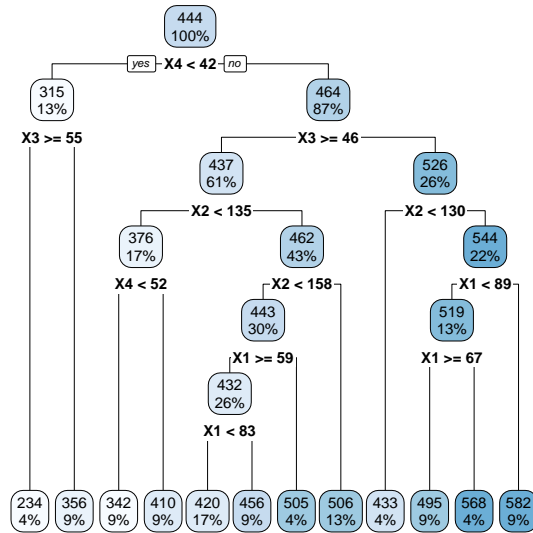 444
100%
yes X4 < 42 no
315
13%
464
87%
X3 >= 55
X3 >= 46
437
61%
526
26%
X2 < 135
X2 < 130
376
17%
462
43%
544
22%
X4 < 52
X2 < 158
X1 < 89
443
30%
519
13%
X1 >= 59
X1 >= 67
432
26%
X1 < 83
234 356 342 410 420 456 505 506 433 495 568 582
4% 9% 9% 9% 17% 9% 4% 13% 4% 9% 4% 9%